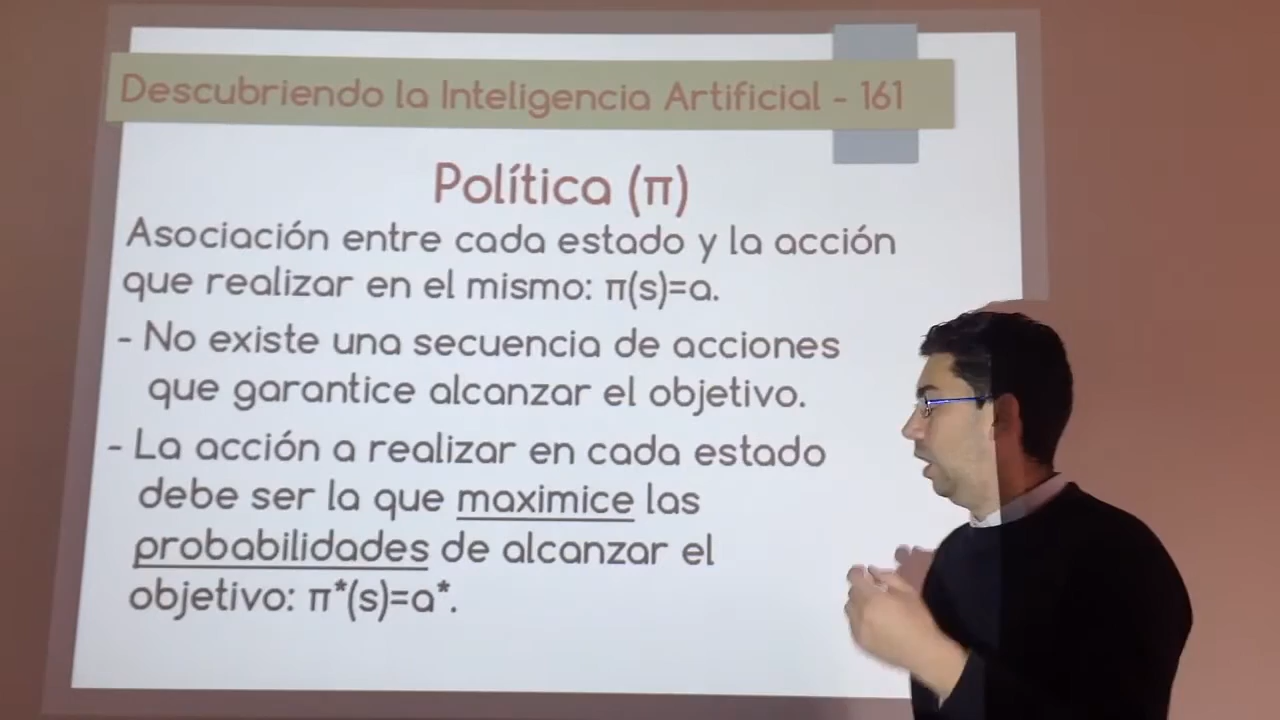 Descubriendo la Inteligencia Artificial - 161
Política (π)
Asociación entre cada estado y la acción
que realizar en el mismo: π(s)=a.
- No existe una secuencia de acciones
que garantice alcanzar el objetivo.
- La acción a realizar en cada estado
debe ser la que maximice las
probabilidades de alcanzar el
objetivo: π*(s)=a*.